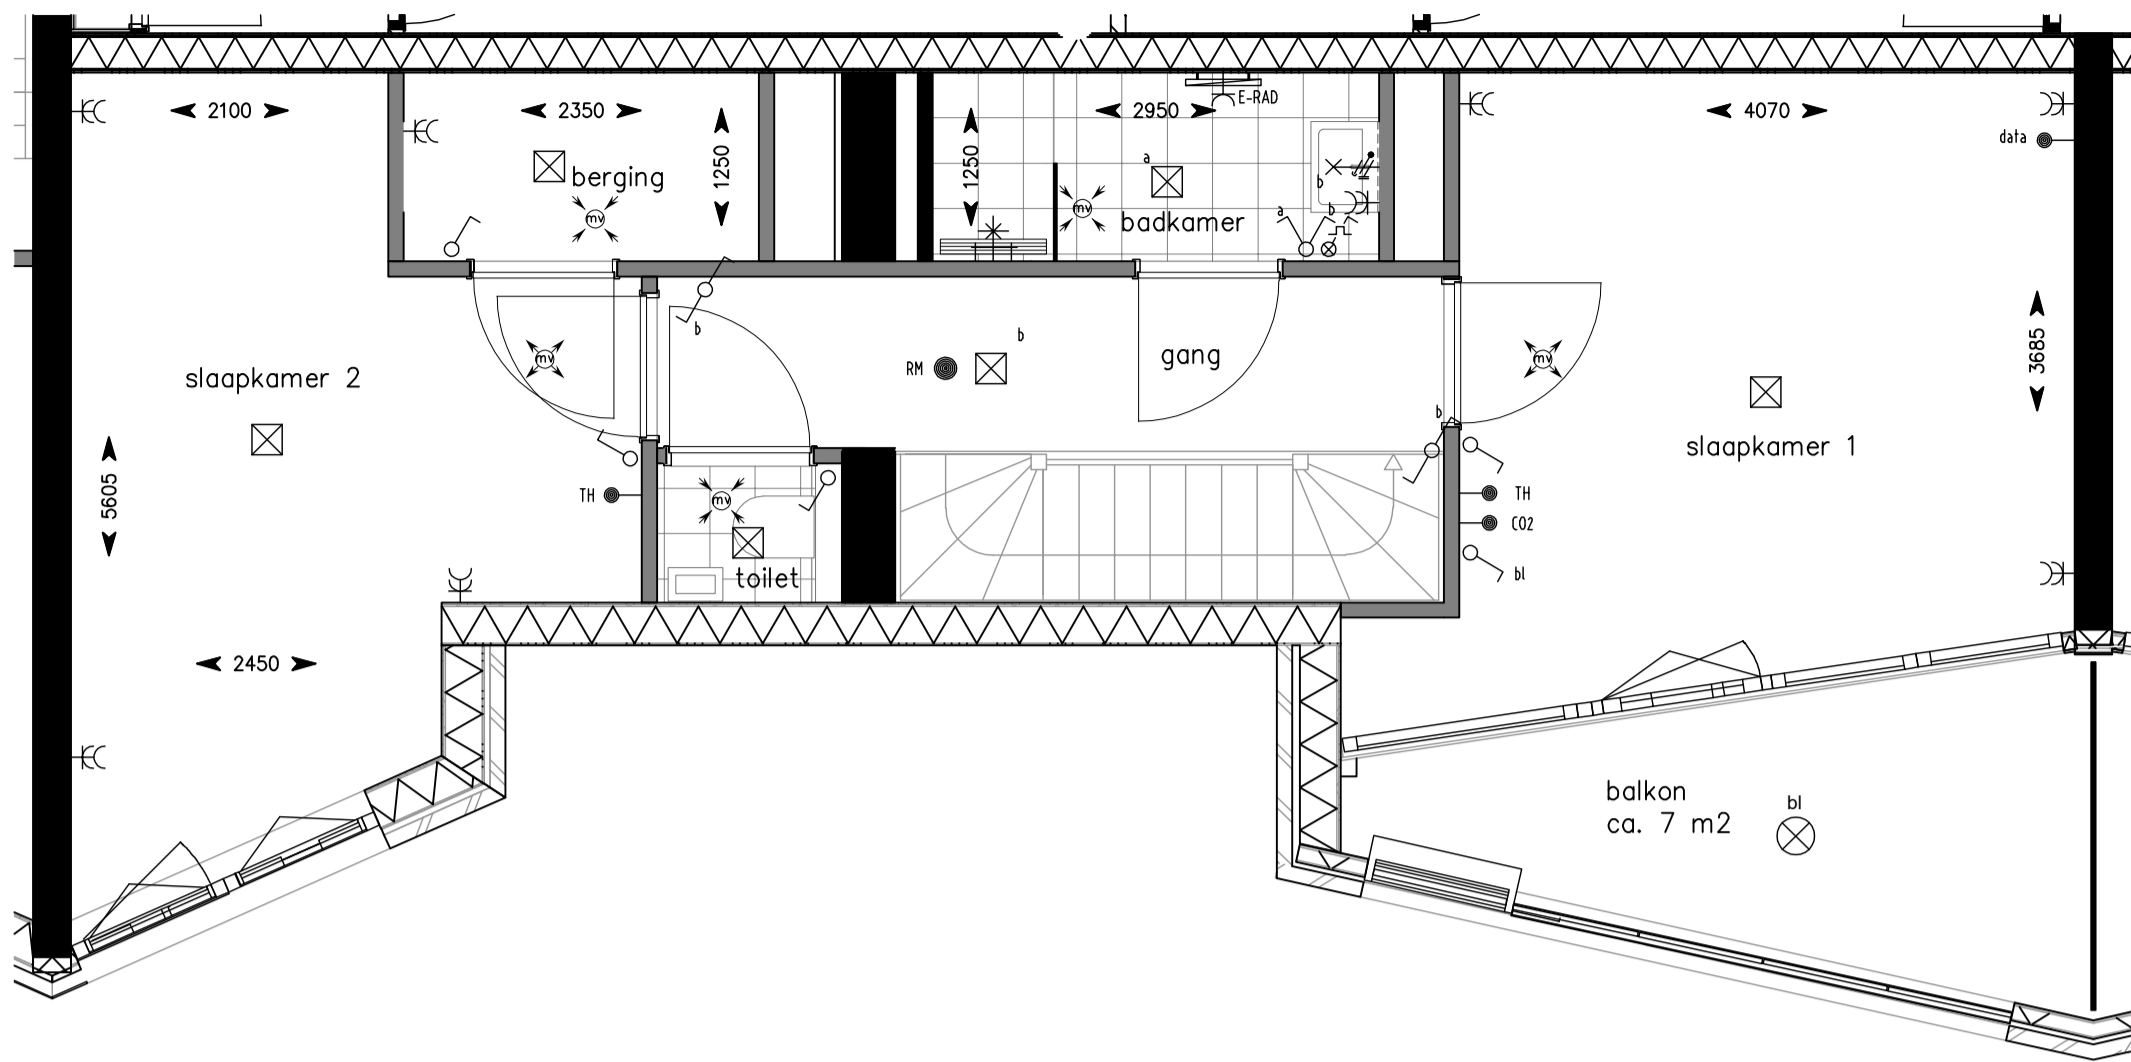 2100
2350
2950
4070
E-RAD
data
1250
1250
berging
mv
a
b
mv
badkamer
a
b
slaapkamer 2
mv
b
RM
b
gang
mv
3685
b
slaapkamer 1
5605
TH
mv
toilet
TH
CO2
bl
2450
balkon
ca. 7 m2
bl